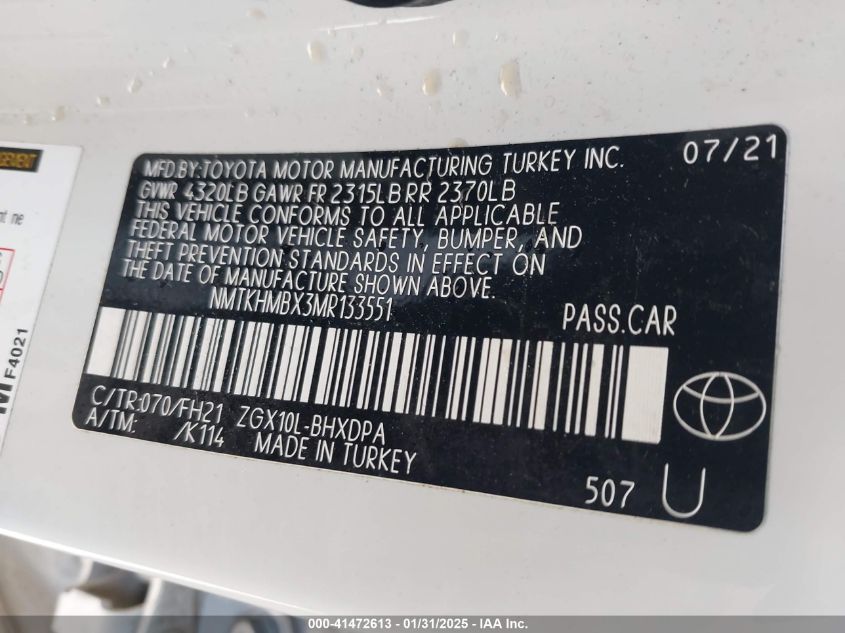 MFD.BY:TOYOTA MOTOR MANUFACTURING TURKEY INC. 07/21
GVWR 4320LB GAWR FR 2315LB RR 2370LB
THIS VEHICLE CONFORMS TO ALL APPLICABLE
FEDERAL MOTOR VEHICLE SAFETY, BUMPER, AND
THEFT PREVENTION STANDARDS IN EFFECT ON
THE DATE OF MANUFACTURE SHOWN ABOVE.
NMTKHMBX3MR133551 PASS.CAR
C/TR:070/FH21 ZGX10L-BHXDPA
A/TM: /K114 MADE IN TURKEY
507 U
M F4021
000-41472613 - 01/31/2025 - IAA Inc.